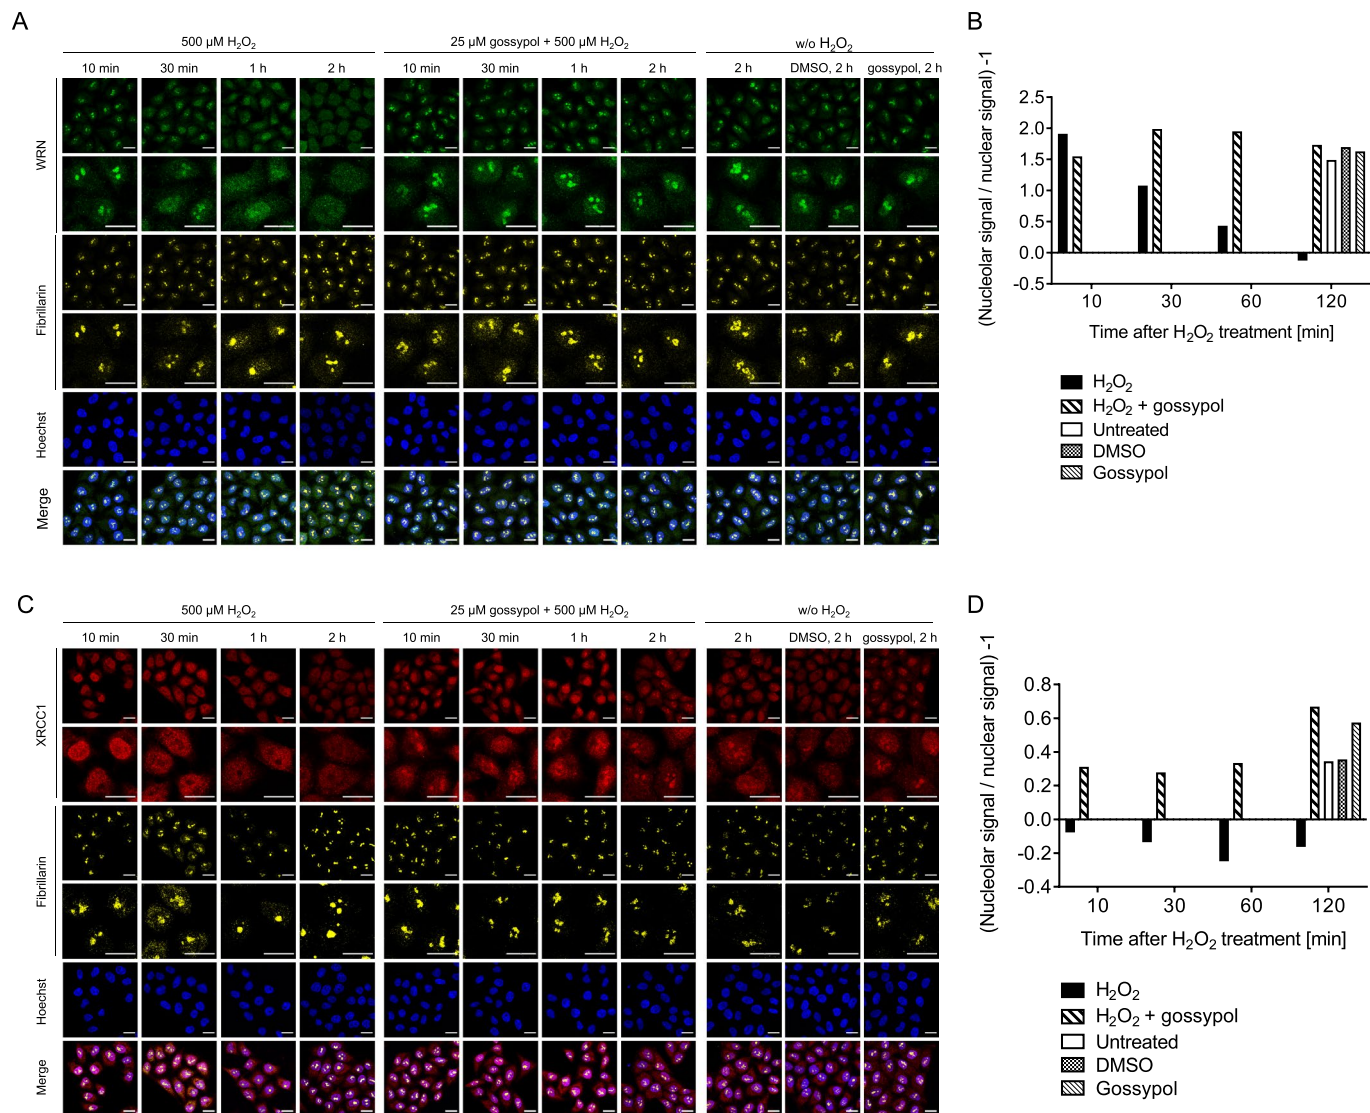 A
500 µM H₂O₂
25 µM gossypol + 500 µM H₂O₂
w/o H₂O₂
10 min 30 min 1 h 2 h 10 min 30 min 1 h 2 h 2 h DMSO, 2 h gossypol, 2 h
WRN
Fibrillarin
Hoechst
Merge
B
(Nucleolar signal / nuclear signal) -1
2.5
2.0
1.5
1.0
0.5
0.0
-0.5
10 30 60 120
Time after H₂O₂ treatment [min]
H₂O₂
H₂O₂ + gossypol
Untreated
DMSO
Gossypol
C
500 µM H₂O₂
25 µM gossypol + 500 µM H₂O₂
w/o H₂O₂
10 min 30 min 1 h 2 h 10 min 30 min 1 h 2 h 2 h DMSO, 2 h gossypol, 2 h
XRCC1
Fibrillarin
Hoechst
Merge
D
(Nucleolar signal / nuclear signal) -1
0.8
0.6
0.4
0.2
0.0
-0.2
-0.4
10 30 60 120
Time after H₂O₂ treatment [min]
H₂O₂
H₂O₂ + gossypol
Untreated
DMSO
Gossypol